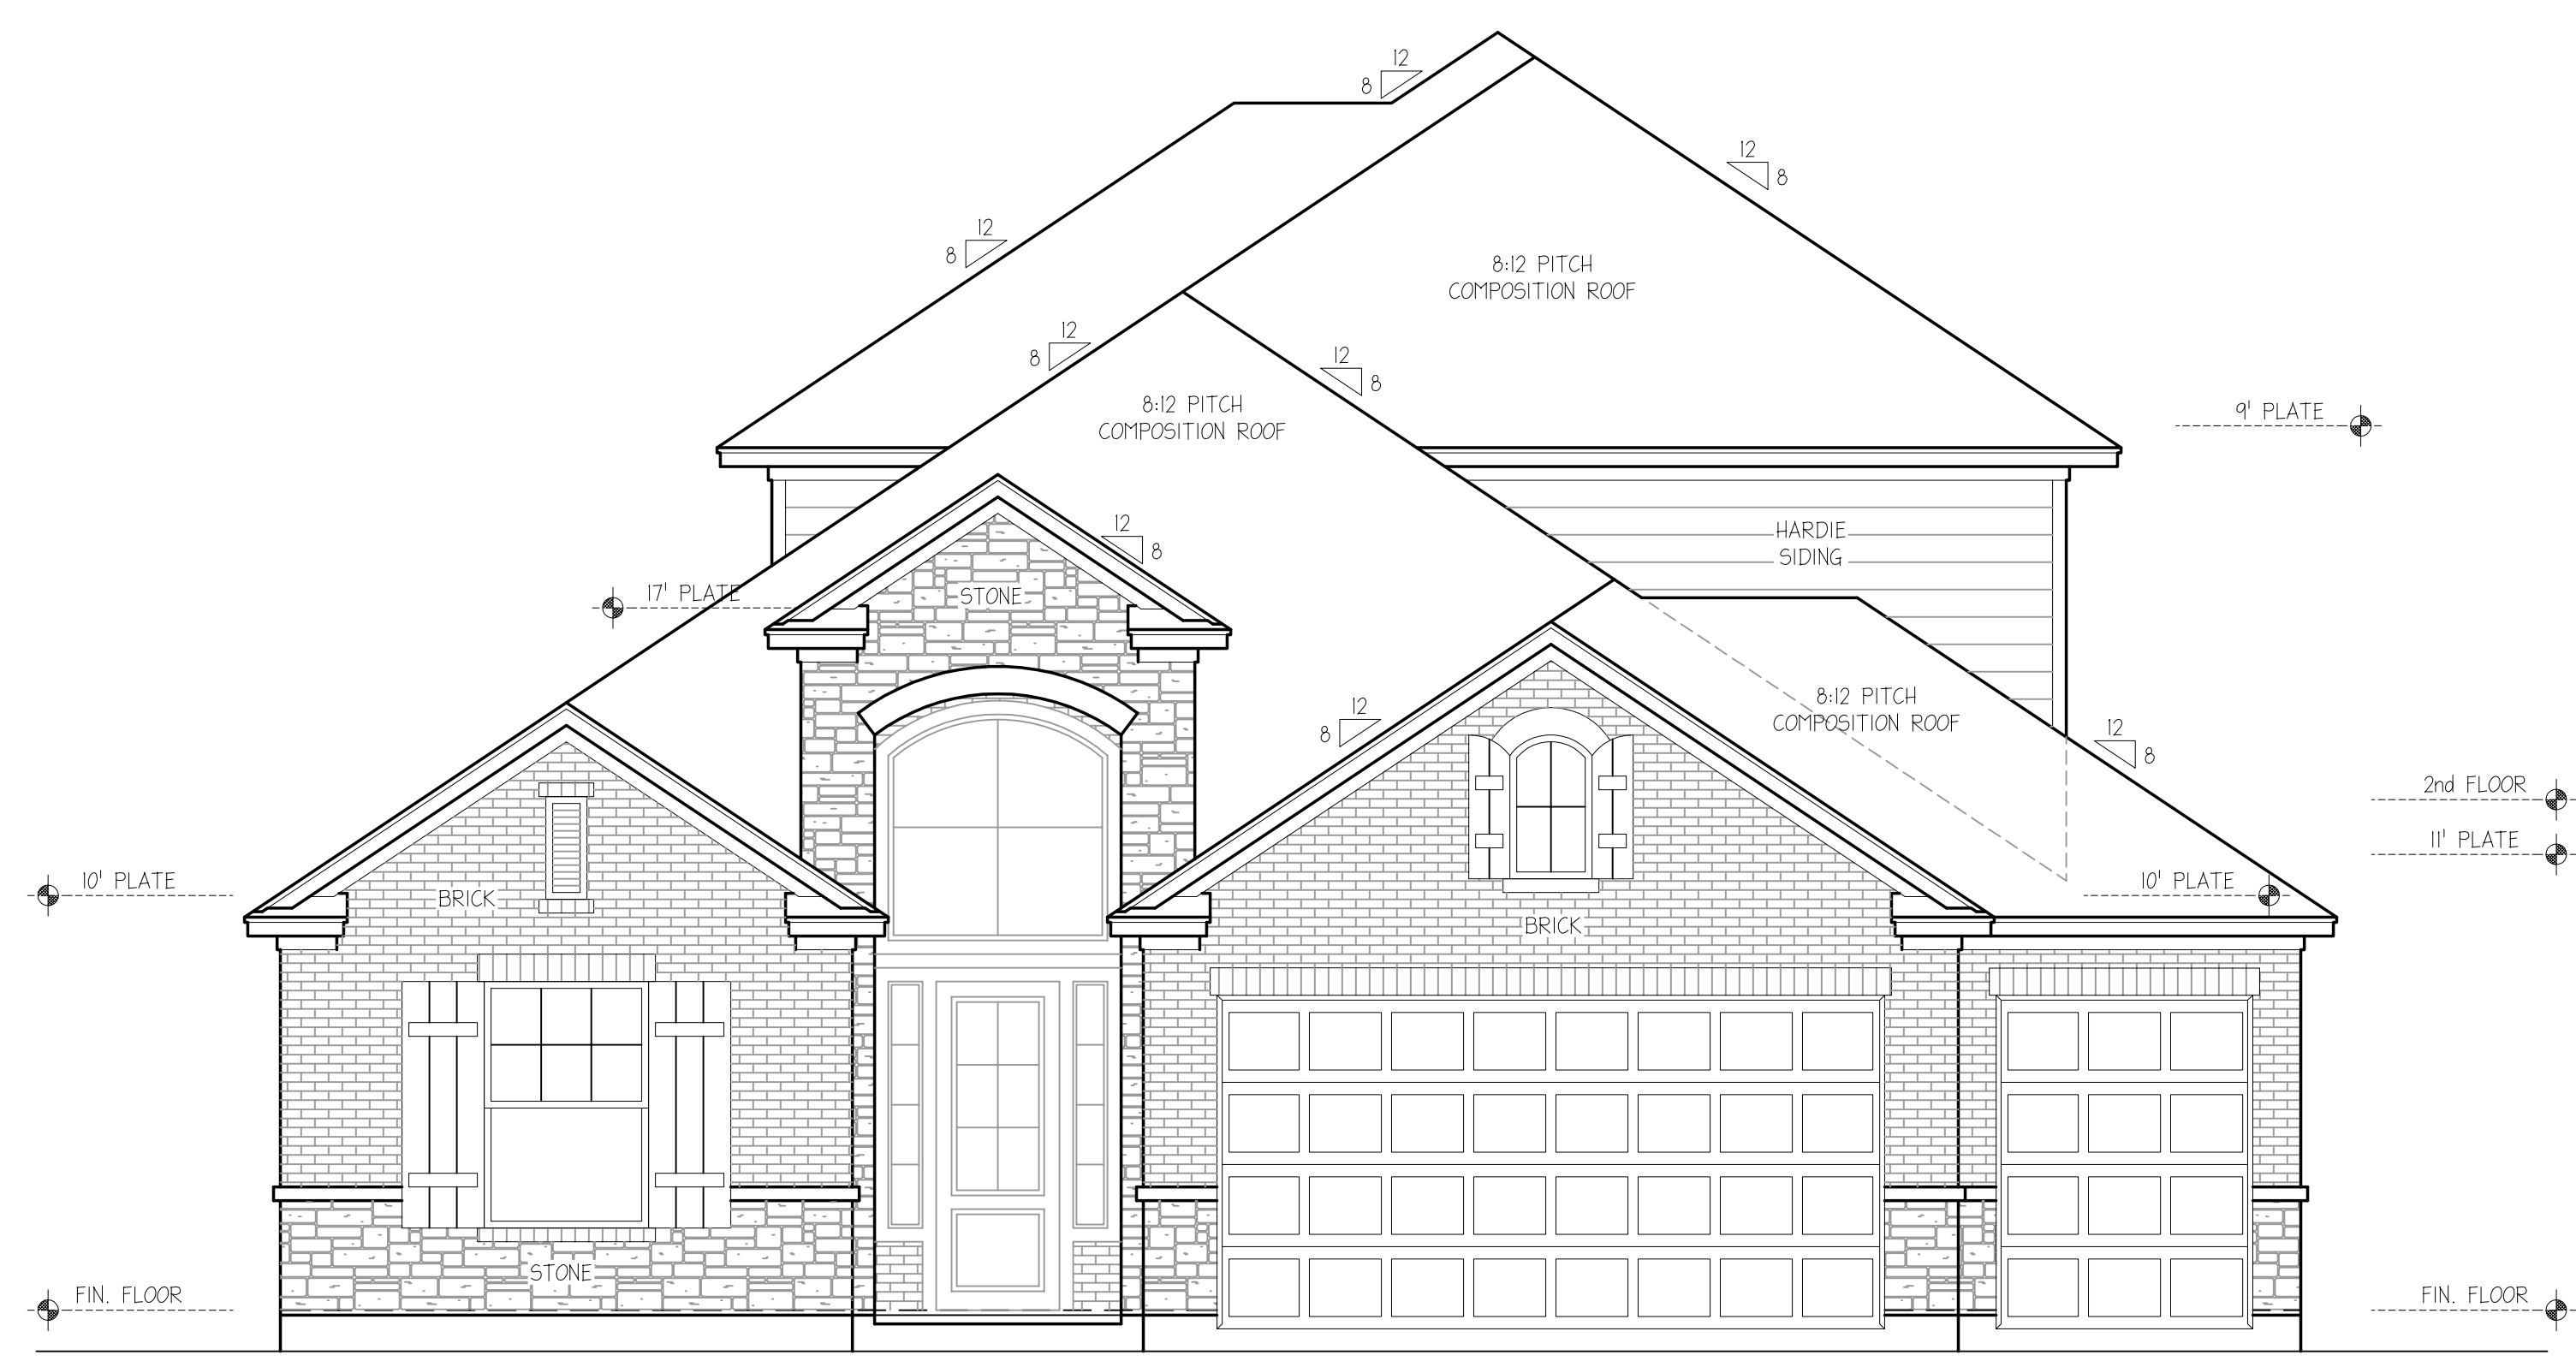 12
8
12
8
12
8
8:12 PITCH
COMPOSITION ROOF
12
8
12
8
8:12 PITCH
COMPOSITION ROOF
9' PLATE
12
8
HARDIE
SIDING
17' PLATE
STONE
12
8
8:12 PITCH
COMPOSITION ROOF
12
8
2nd FLOOR
11' PLATE
10' PLATE
10' PLATE
BRICK
BRICK
STONE
FIN. FLOOR
FIN. FLOOR